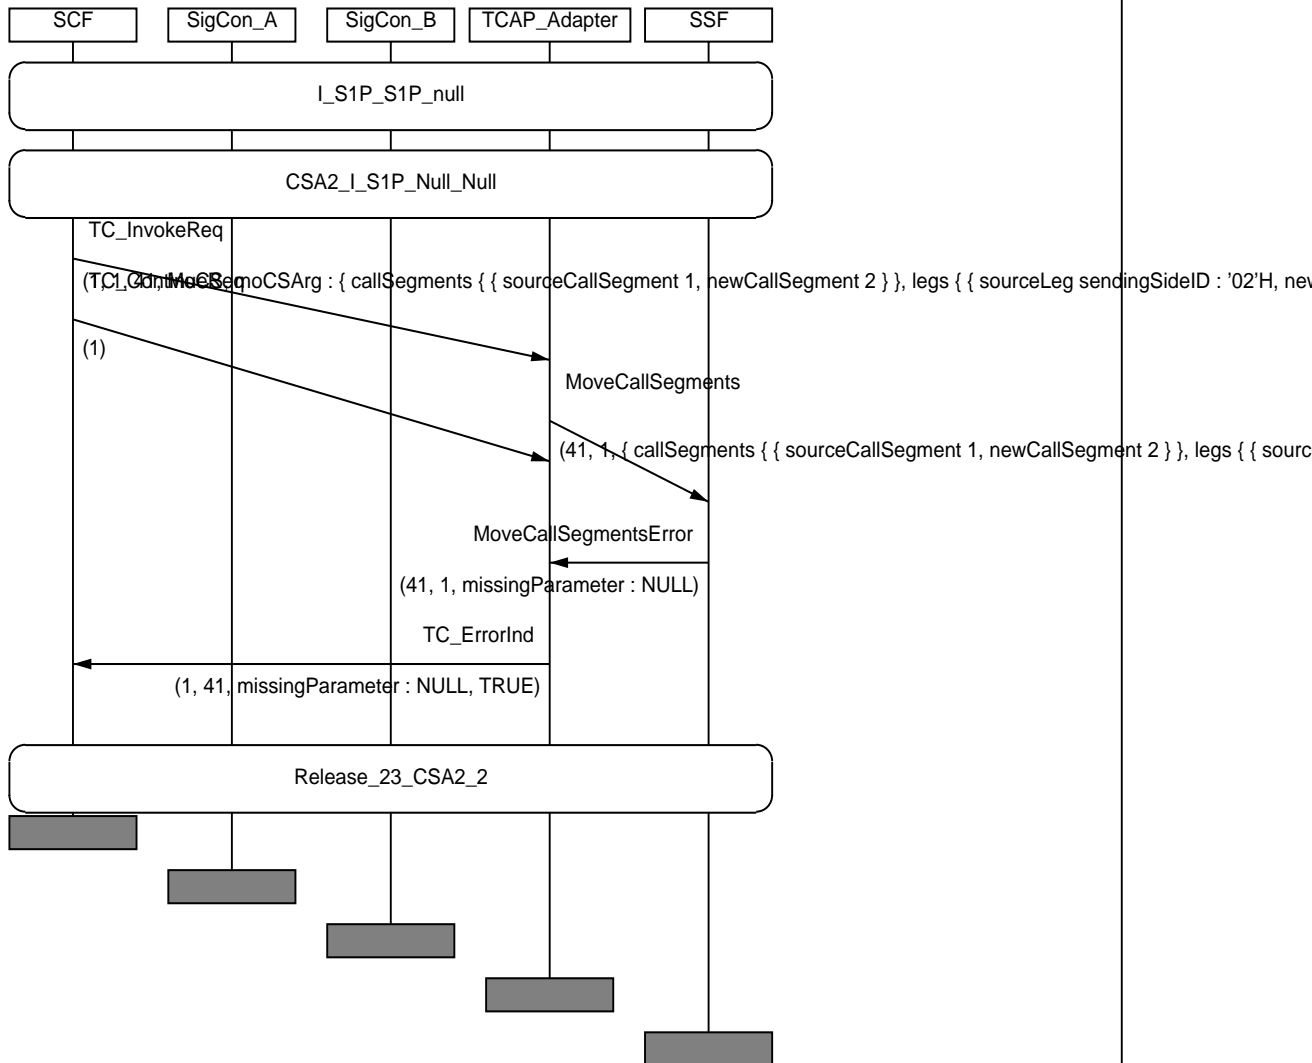 SCF SigCon_A SigCon_B TCAP_Adapter SSF
I_S1P_S1P_null
CSA2_I_S1P_Null_Null
TC_InvokeReq
TC_ContinueReq
moCSArg : { callSegments { { sourceCallSegment 1, newCallSegment 2 } }, legs { { sourceLeg sendingSideID : '02'H,
(1)
MoveCallSegments
(41, 1, { callSegments { { sourceCallSegment 1, newCallSegment 2 } }, legs { {
MoveCallSegmentsError
(41, 1, missingParameter : NULL)
TC_ErrorInd
(1, 41, missingParameter : NULL, TRUE)
Release_23_CSA2_2